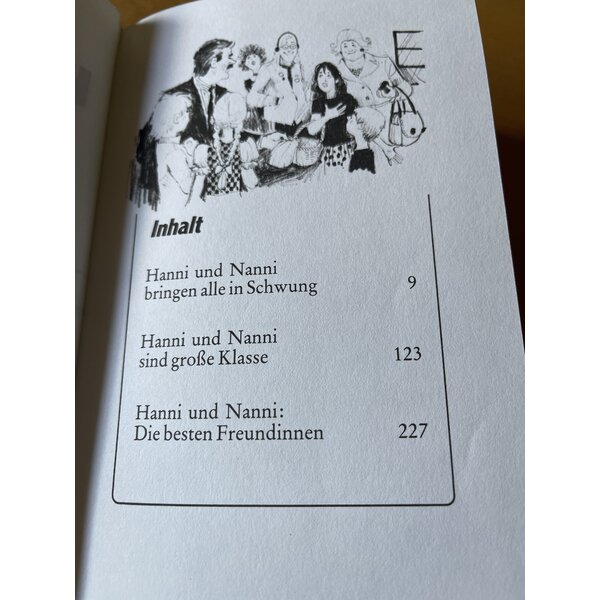 Inhalt
Hanni und Nanni
bringen alle in Schwung 9
Hanni und Nanni
sind große Klasse 123
Hanni und Nanni:
Die besten Freundinnen 227